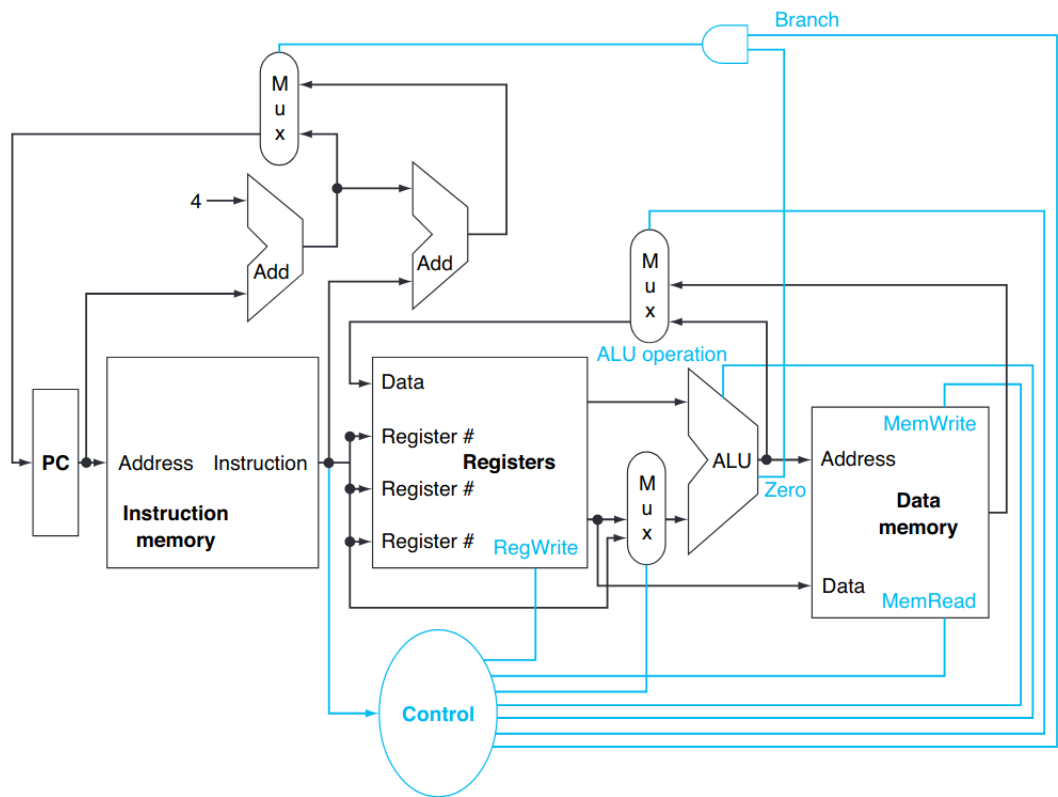 Branch
M
u
x
4
Add
Add
M
u
x
ALU operation
Data
Register #
Registers
Register #
Register #
RegWrite
PC
Address
Instruction
Instruction
memory
M
u
x
ALU
Zero
MemWrite
Address
Data
memory
Data
MemRead
Control